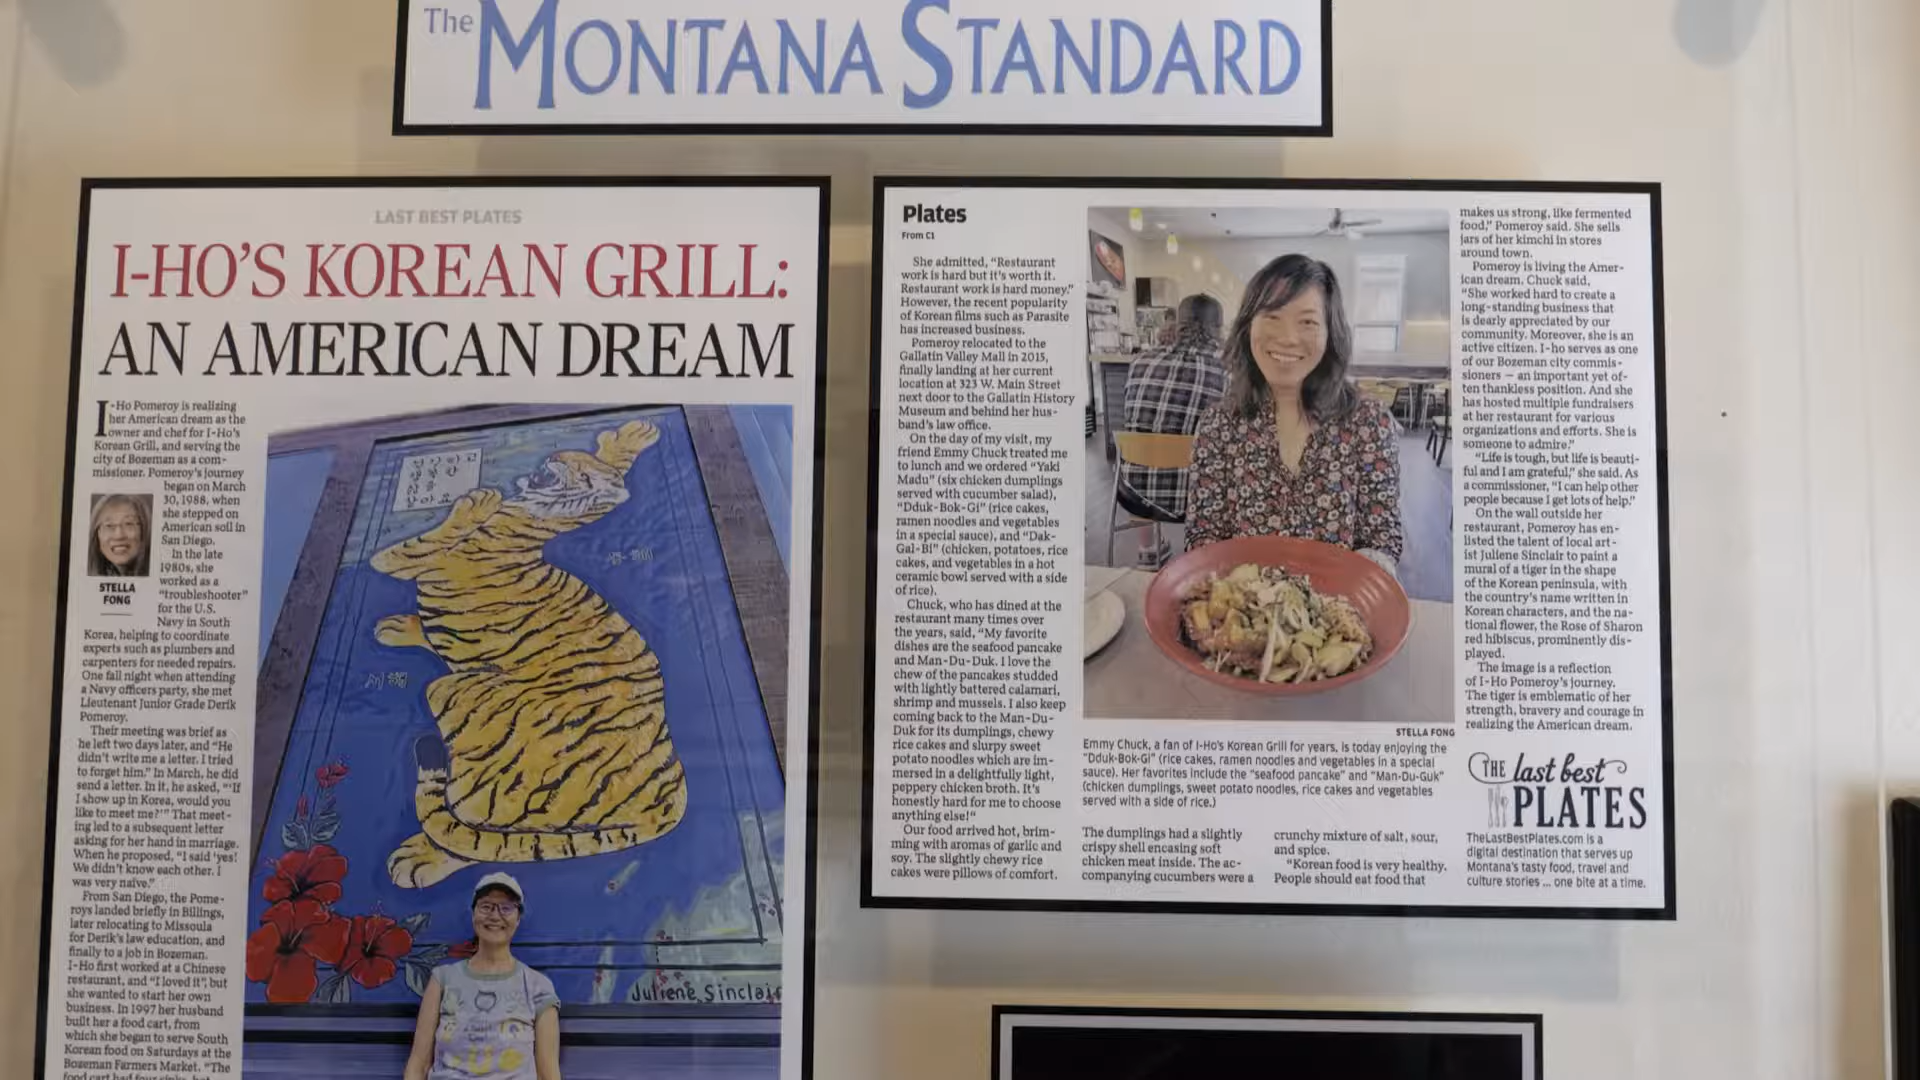 The MONTANA STANDARD
LAST BEST PLATES
I-HO'S KOREAN GRILL:
AN AMERICAN DREAM
I-Ho Pomeroy is realizing
her American dream as the
owner and chef for I-Ho's
Korean Grill, and serving the
city of Bozeman as a com-
missioner. Pomeroy's journey
began on March
30, 1988, when
she stepped on
American soil in
San Diego.
In the late
1980s, she
worked as a
"troubleshooter"
for the U.S.
Navy in South
STELLA
FONG
Korea, helping to coordinate
experts such as plumbers and
carpenters for needed repairs.
One fall night when attending
a Navy officers party, she met
Lieutenant Junior Grade Derik
Pomeroy.
Their meeting was brief as
he left two days later, and "He
didn't write me a letter. I tried
to forget him." In March, he did
send a letter. In it, he asked, "'If
I show up in Korea, would you
like to meet me?'" That meet-
ing led to a subsequent letter
asking for her hand in marriage.
When he proposed, "I said 'yes!'
We didn't know each other. I
was very naive."
From San Diego, the Pome-
roys landed briefly in Billings,
later relocating to Missoula
for Derik's law education, and
finally to a job in Bozeman.
I-Ho first worked at a Chinese
restaurant, and "I loved it", but
she wanted to start her own
business. In 1997 her husband
built her a food cart, from
which she began to serve South
Korean food on Saturdays at the
Bozeman Farmers Market. "The
food cart had four sinks, hot
Juliene Sinclair
Plates
From C1
She admitted, "Restaurant
work is hard but it's worth it.
Restaurant work is hard money."
However, the recent popularity
of Korean films such as Parasite
has increased business.
Pomeroy relocated to the
Gallatin Valley Mall in 2015,
finally landing at her current
location at 323 W. Main Street
next door to the Gallatin History
Museum and behind her hus-
band's law office.
On the day of my visit, my
friend Emmy Chuck treated me
to lunch and we ordered "Yaki
Madu" (six chicken dumplings
served with cucumber salad),
"Dduk-Bok-Gi" (rice cakes,
ramen noodles and vegetables
in a special sauce), and "Dak-
Gal-Bi" (chicken, potatoes, rice
cakes, and vegetables in a hot
ceramic bowl served with a side
of rice).
Chuck, who has dined at the
restaurant many times over
the years, said, "My favorite
dishes are the seafood pancake
and Man-Du-Duk. I love the
chew of the pancakes studded
with lightly battered calamari,
shrimp and mussels. I also keep
coming back to the Man-Du-
Duk for its dumplings, chewy
rice cakes and slurpy sweet
potato noodles which are im-
mersed in a delightfully light,
peppery chicken broth. It's
honestly hard for me to choose
anything else!"
Our food arrived hot, brim-
ming with aromas of garlic and
soy. The slightly chewy rice
cakes were pillows of comfort.
STELLA FONG
Emmy Chuck, a fan of I-Ho's Korean Grill for years, is today enjoying the
"Dduk-Bok-Gi" (rice cakes, ramen noodles and vegetables in a special
sauce). Her favorites include the "seafood pancake" and "Man-Du-Guk"
(chicken dumplings, sweet potato noodles, rice cakes and vegetables
served with a side of rice.)
The dumplings had a slightly
crispy shell encasing soft
chicken meat inside. The ac-
companying cucumbers were a
crunchy mixture of salt, sour,
and spice.
"Korean food is very healthy.
People should eat food that
makes us strong, like fermented
food," Pomeroy said. She sells
jars of her kimchi in stores
around town.
Pomeroy is living the Amer-
ican dream. Chuck said,
"She worked hard to create a
long-standing business that
is dearly appreciated by our
community. Moreover, she is an
active citizen. I-ho serves as one
of our Bozeman city commis-
sioners — an important yet of-
ten thankless position. And she
has hosted multiple fundraisers
at her restaurant for various
organizations and efforts. She is
someone to admire."
"Life is tough, but life is beauti-
ful and I am grateful," she said. As
a commissioner, "I can help other
people because I get lots of help."
On the wall outside her
restaurant, Pomeroy has en-
listed the talent of local art-
ist Juliene Sinclair to paint a
mural of a tiger in the shape
of the Korean peninsula, with
the country's name written in
Korean characters, and the na-
tional flower, the Rose of Sharon
red hibiscus, prominently dis-
played.
The image is a reflection
of I-Ho Pomeroy's journey.
The tiger is emblematic of her
strength, bravery and courage in
realizing the American dream.
THE last best
PLATES
TheLastBestPlates.com is a
digital destination that serves up
Montana's tasty food, travel and
culture stories ... one bite at a time.